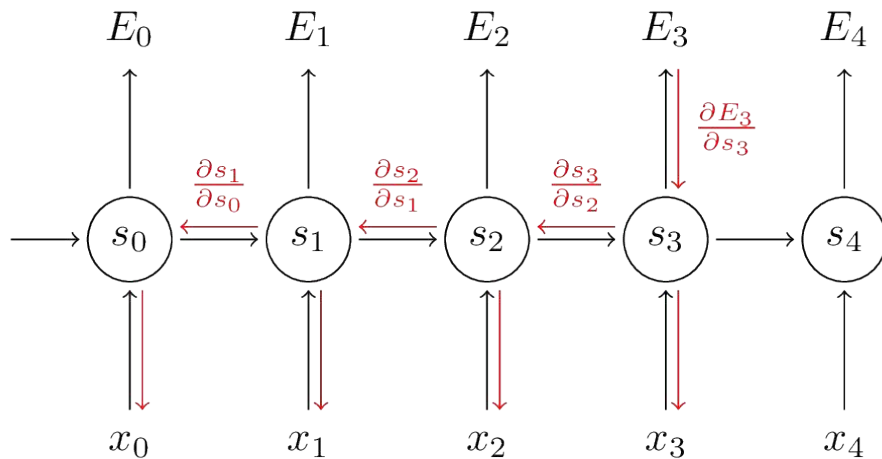 E₀ E₁ E₂ E₃ E₄
∂s₁/∂s₀ ∂s₂/∂s₁ ∂s₃/∂s₂ ∂E₃/∂s₃
s₀ s₁ s₂ s₃ s₄
x₀ x₁ x₂ x₃ x₄